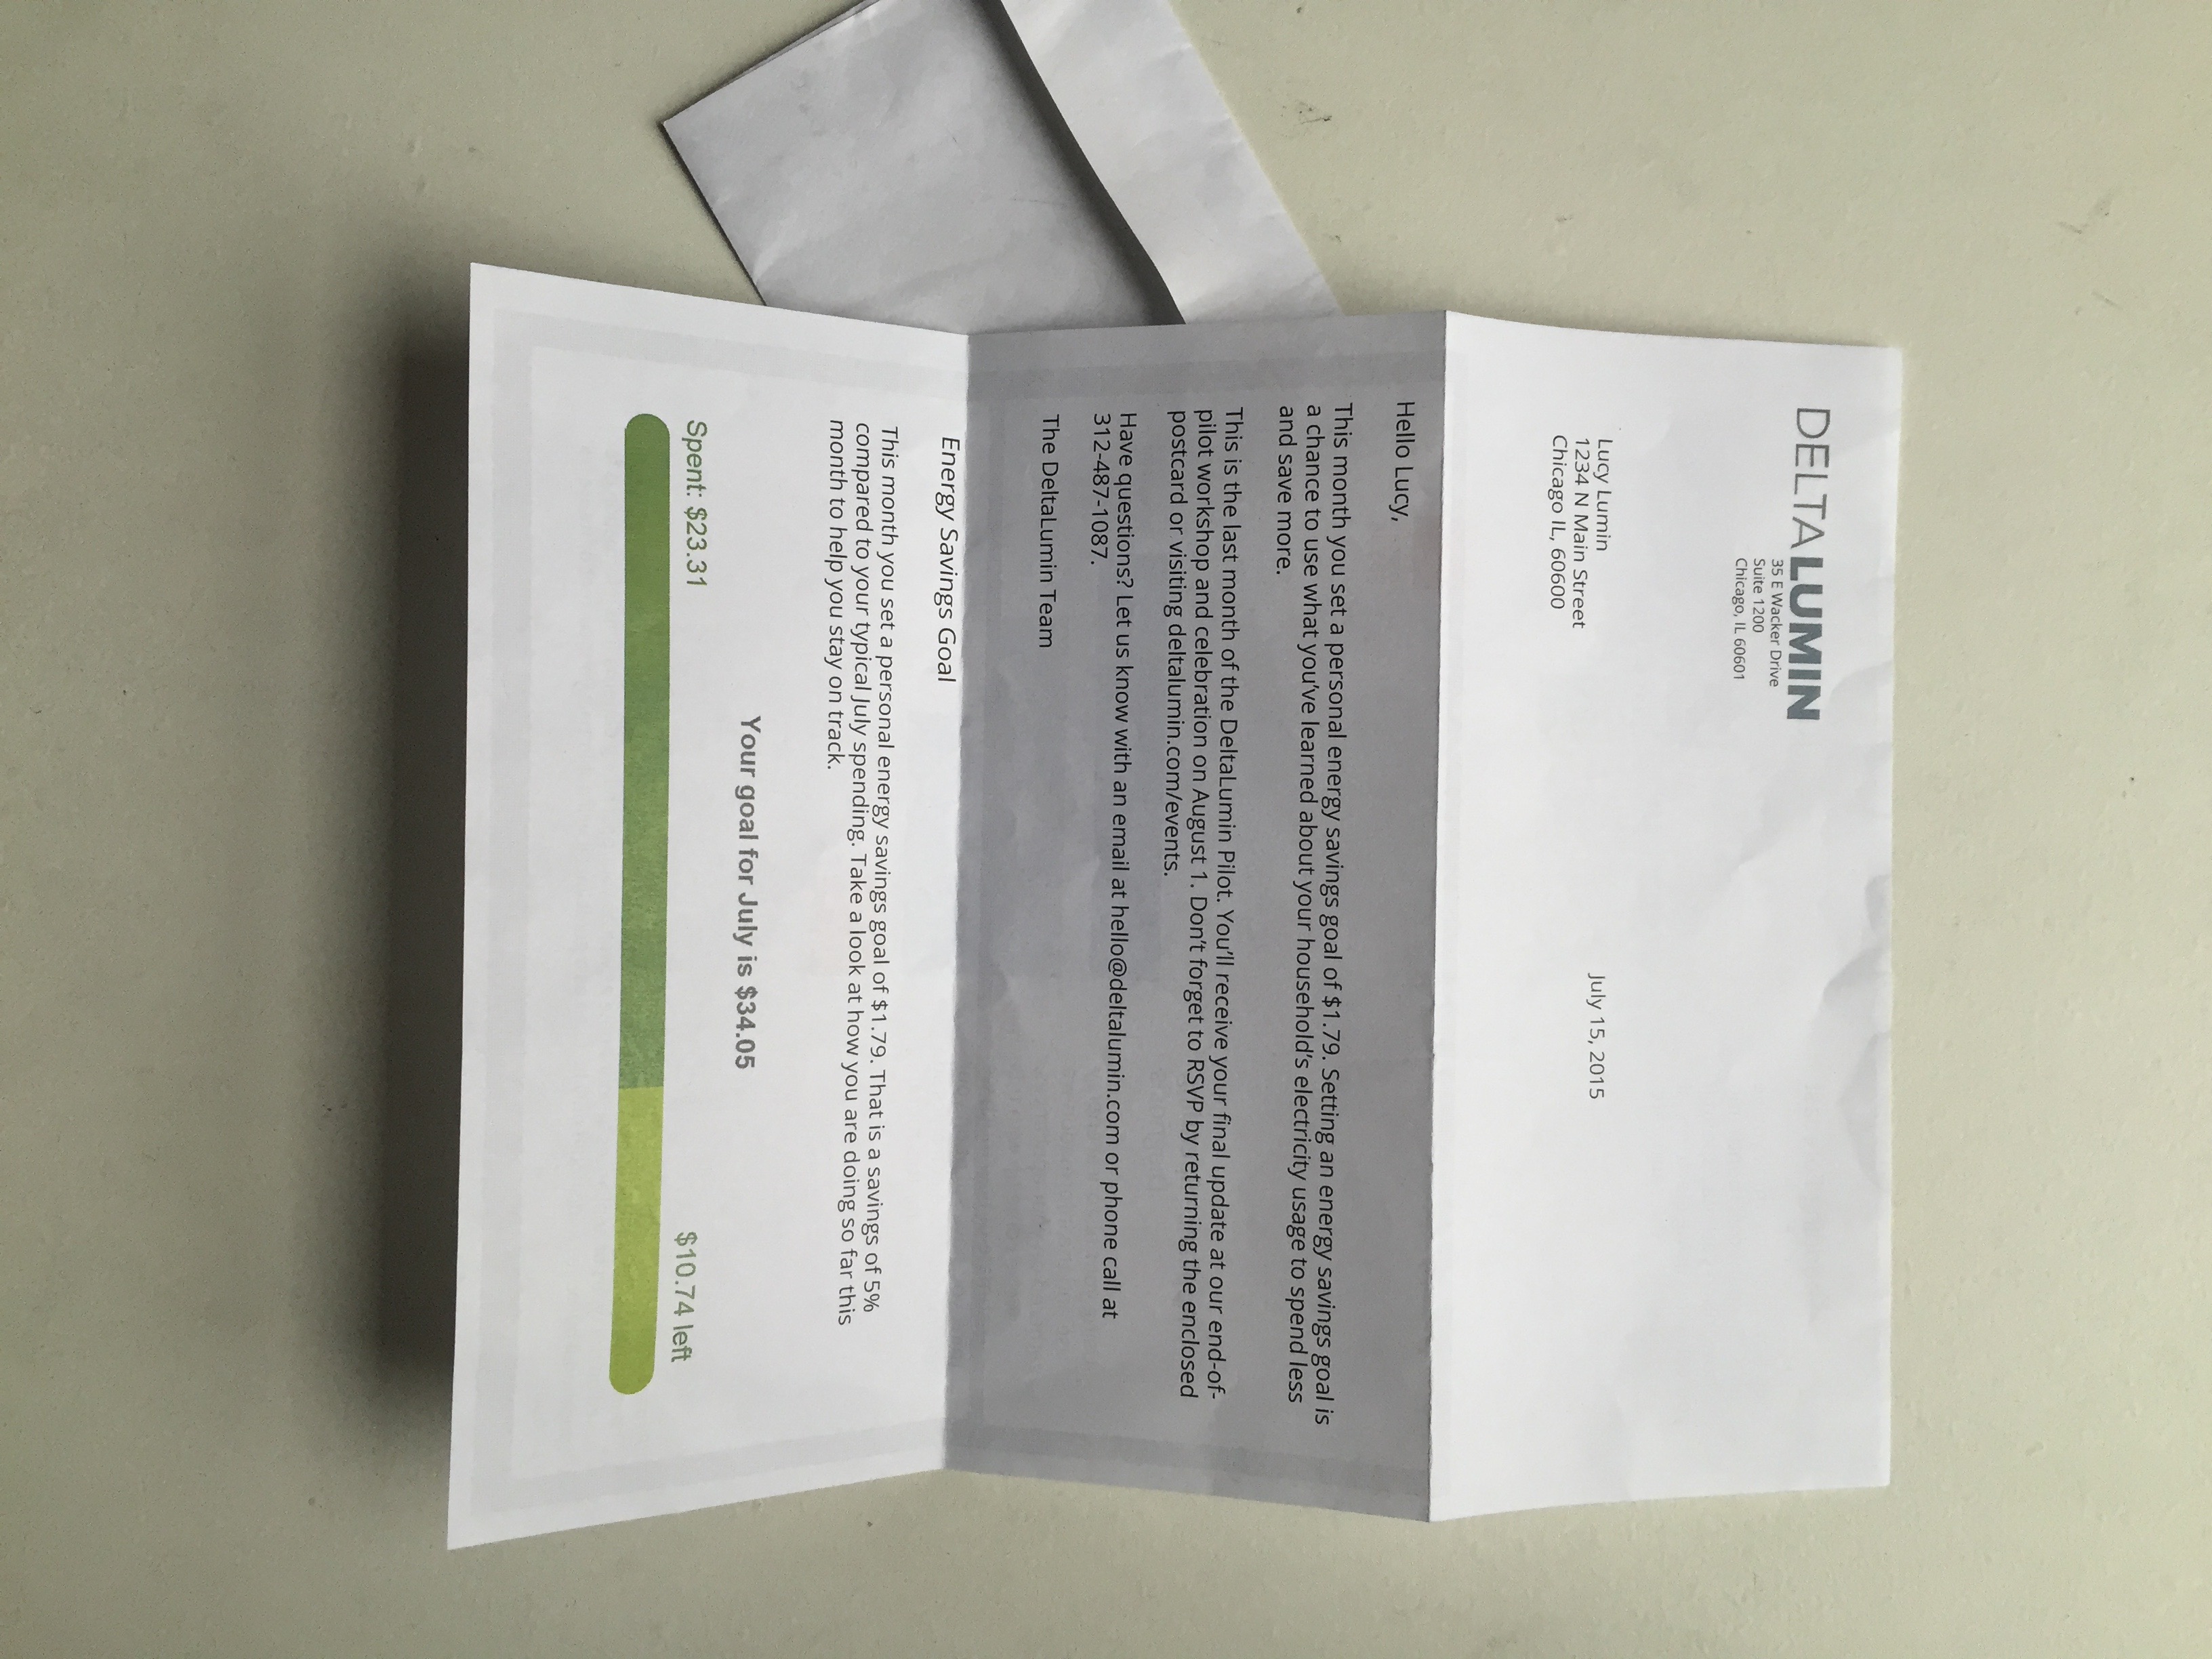 DELTALUMIN
35 E Wacker Drive
Suite 1200
Chicago, IL 60601
Lucy Lumin
1234 N Main Street
Chicago IL, 60600
July 15, 2015
Hello Lucy,
This month you set a personal energy savings goal of $1.79. Setting an energy savings goal is
a chance to use what you've learned about your household's electricity usage to spend less
and save more.
This is the last month of the DeltaLumin Pilot. You'll receive your final update at our end-of-
pilot workshop and celebration on August 1. Don't forget to RSVP by returning the enclosed
postcard or visiting deltalumin.com/events.
Have questions? Let us know with an email at hello@deltalumin.com or phone call at
312-487-1087.
The DeltaLumin Team
Energy Savings Goal
This month you set a personal energy savings goal of $1.79. That is a savings of 5%
compared to your typical July spending. Take a look at how you are doing so far this
month to help you stay on track.
Your goal for July is $34.05
Spent: $23.31
$10.74 left